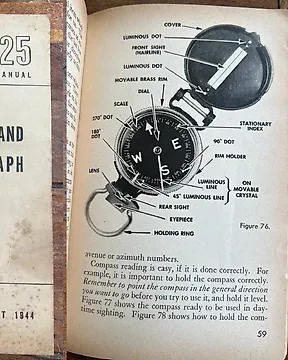 25
MANUAL
AND
APH
T 1944
COVER
LUMINOUS DOT
FRONT SIGHT
(HAIRLINE)
LUMINOUS DOT
MOVABLE BRASS RIM
DIAL
SCALE
270° DOT
180°
DOT
STATIONARY
INDEX
90° DOT
RIM HOLDER
W
E
S
LENS
LUMINOUS
LINE
45° LUMINOUS LINE
ON
MOVABLE
CRYSTAL
REAR SIGHT
EYEPIECE
HOLDING RING
Figure 76.
avenue or azimuth numbers.
Compass reading is easy, if it is done correctly. For
example, it is important to hold the compass correctly.
Remember to point the compass in the general direction
you want to go before you try to use it, and hold it level.
Figure 77 shows the compass ready to be used in day-
time sighting. Figure 78 shows how to hold the com-
59